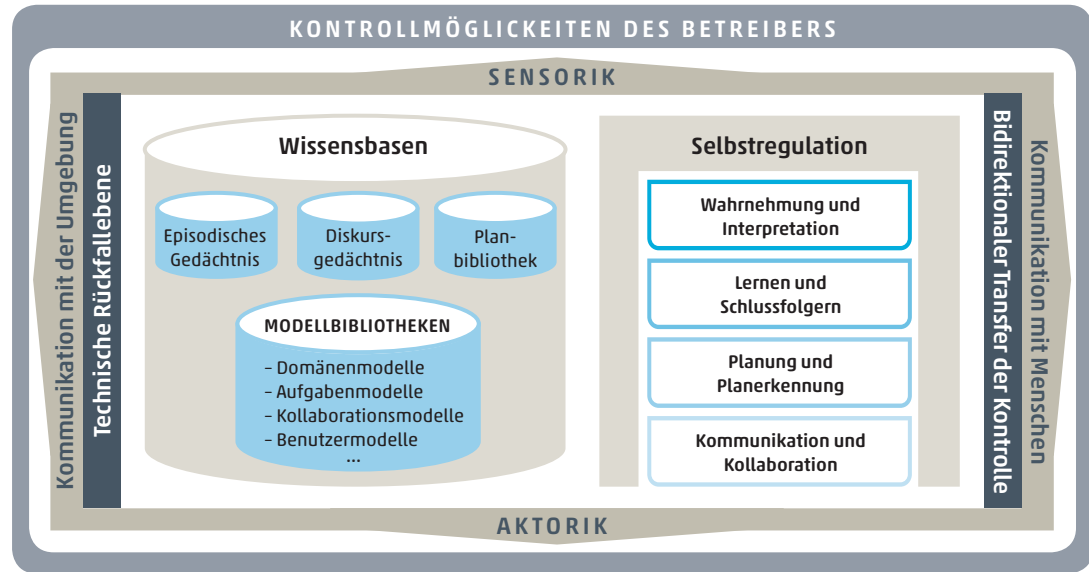 KONTROLLMÖGLICKEITEN DES BETREIBERS
SENSORIK
Kommunikation mit der Umgebung
Technische Rückfallebene
Wissensbasen
Episodisches
Gedächtnis
Diskurs-
gedächtnis
Plan-
bibliothek
MODELLBIBLIOTHEKEN
– Domänenmodelle
– Aufgabenmodelle
– Kollaborationsmodelle
– Benutzermodelle
...
Selbstregulation
Wahrnehmung und
Interpretation
Lernen und
Schlussfolgern
Planung und
Planerkennung
Kommunikation und
Kollaboration
Bidirektionaler Transfer der Kontrolle
Kommunikation mit Menschen
AKTORIK